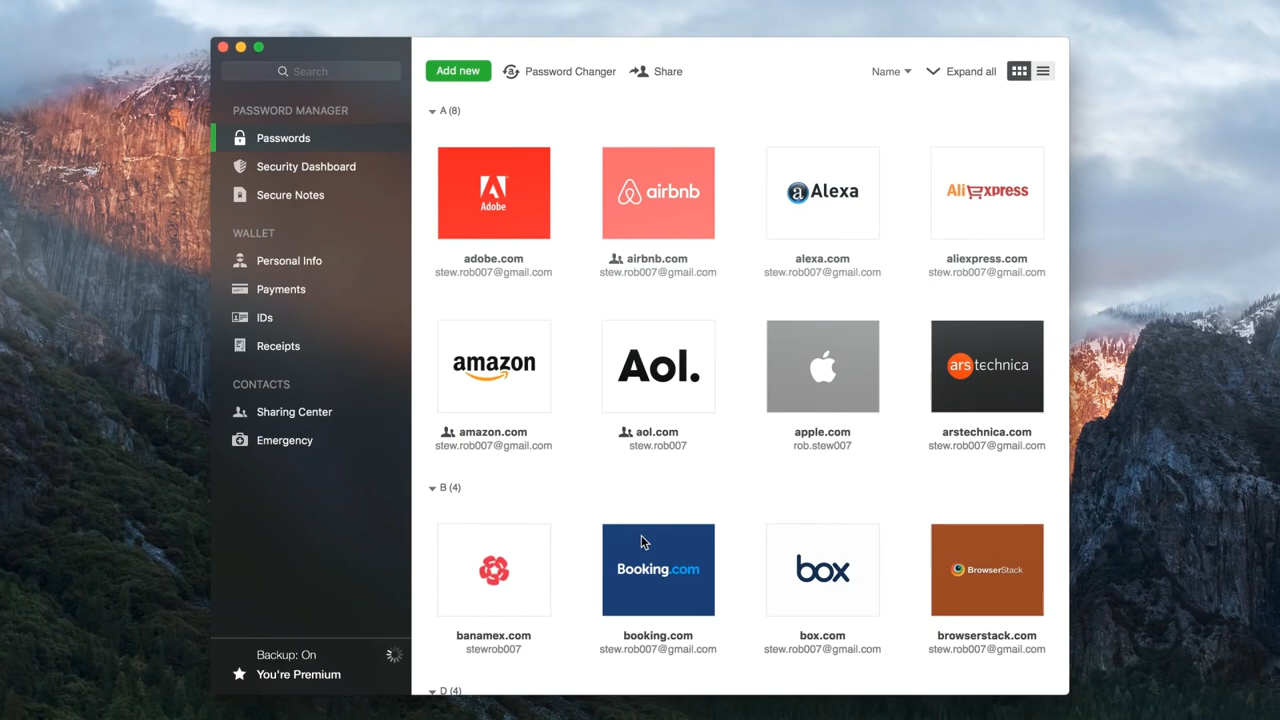 Search
PASSWORD MANAGER
Passwords
Security Dashboard
Secure Notes
WALLET
Personal Info
Payments
IDs
Receipts
CONTACTS
Sharing Center
Emergency
Backup: On
You're Premium
Add new
Password Changer
Share
Name
Expand all
A (8)
Adobe
airbnb
Alexa
AliExpress
adobe.com
airbnb.com
alexa.com
aliexpress.com
stew.rob007@gmail.com
stew.rob007@gmail.com
stew.rob007@gmail.com
stew.rob007@gmail.com
amazon
Aol.
ars technica
amazon.com
aol.com
apple.com
arstechnica.com
stew.rob007@gmail.com
stew.rob007
rob.stew007
stew.rob007@gmail.com
B (4)
Booking.com
box
BrowserStack
banamex.com
booking.com
box.com
browserstack.com
stewrob007
stew.rob007@gmail.com
stew.rob007@gmail.com
stew.rob007@gmail.com
D (4)